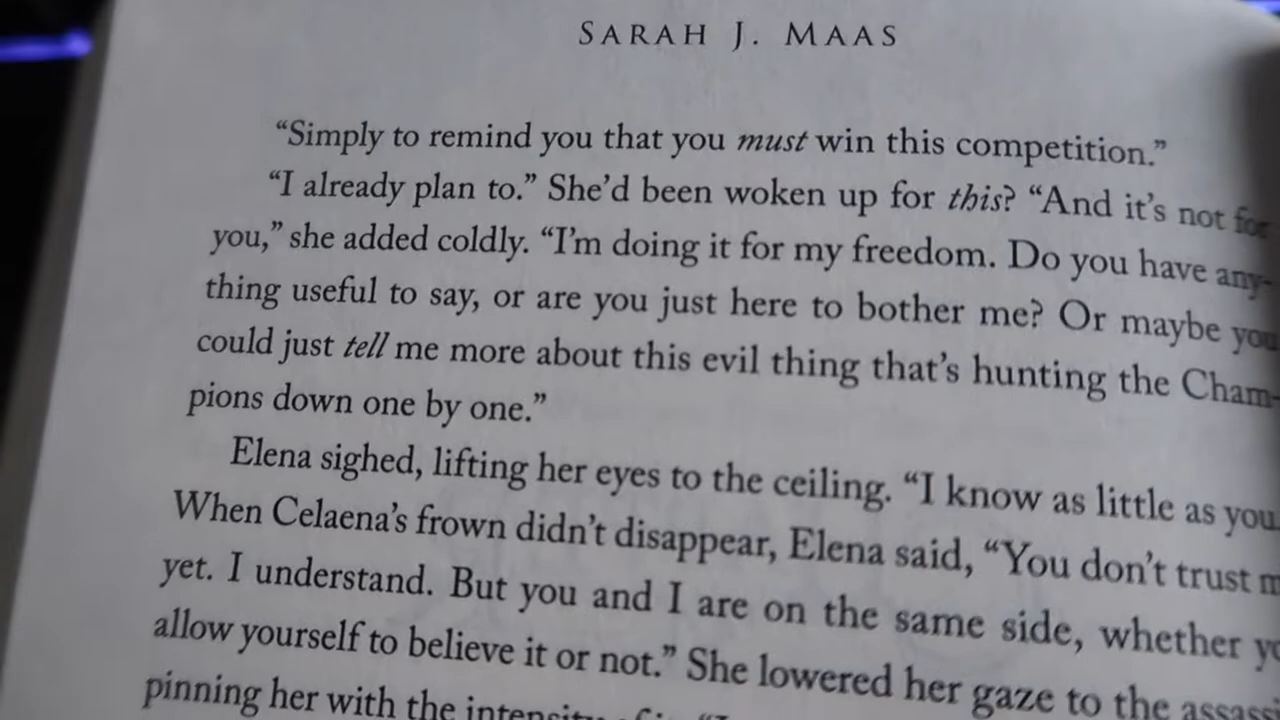 SARAH J. MAAS
“Simply to remind you that you must win this competition.”
“I already plan to.” She’d been woken up for this? “And it’s not for
you,” she added coldly. “I’m doing it for my freedom. Do you have any-
thing useful to say, or are you just here to bother me? Or maybe you
could just tell me more about this evil thing that’s hunting the Cham-
pions down one by one.”
Elena sighed, lifting her eyes to the ceiling. “I know as little as you
When Celaena’s frown didn’t disappear, Elena said, “You don’t trust
yet. I understand. But you and I are on the same side, whether
allow yourself to believe it or not.” She lowered her gaze to the
pinning her with the intensity of